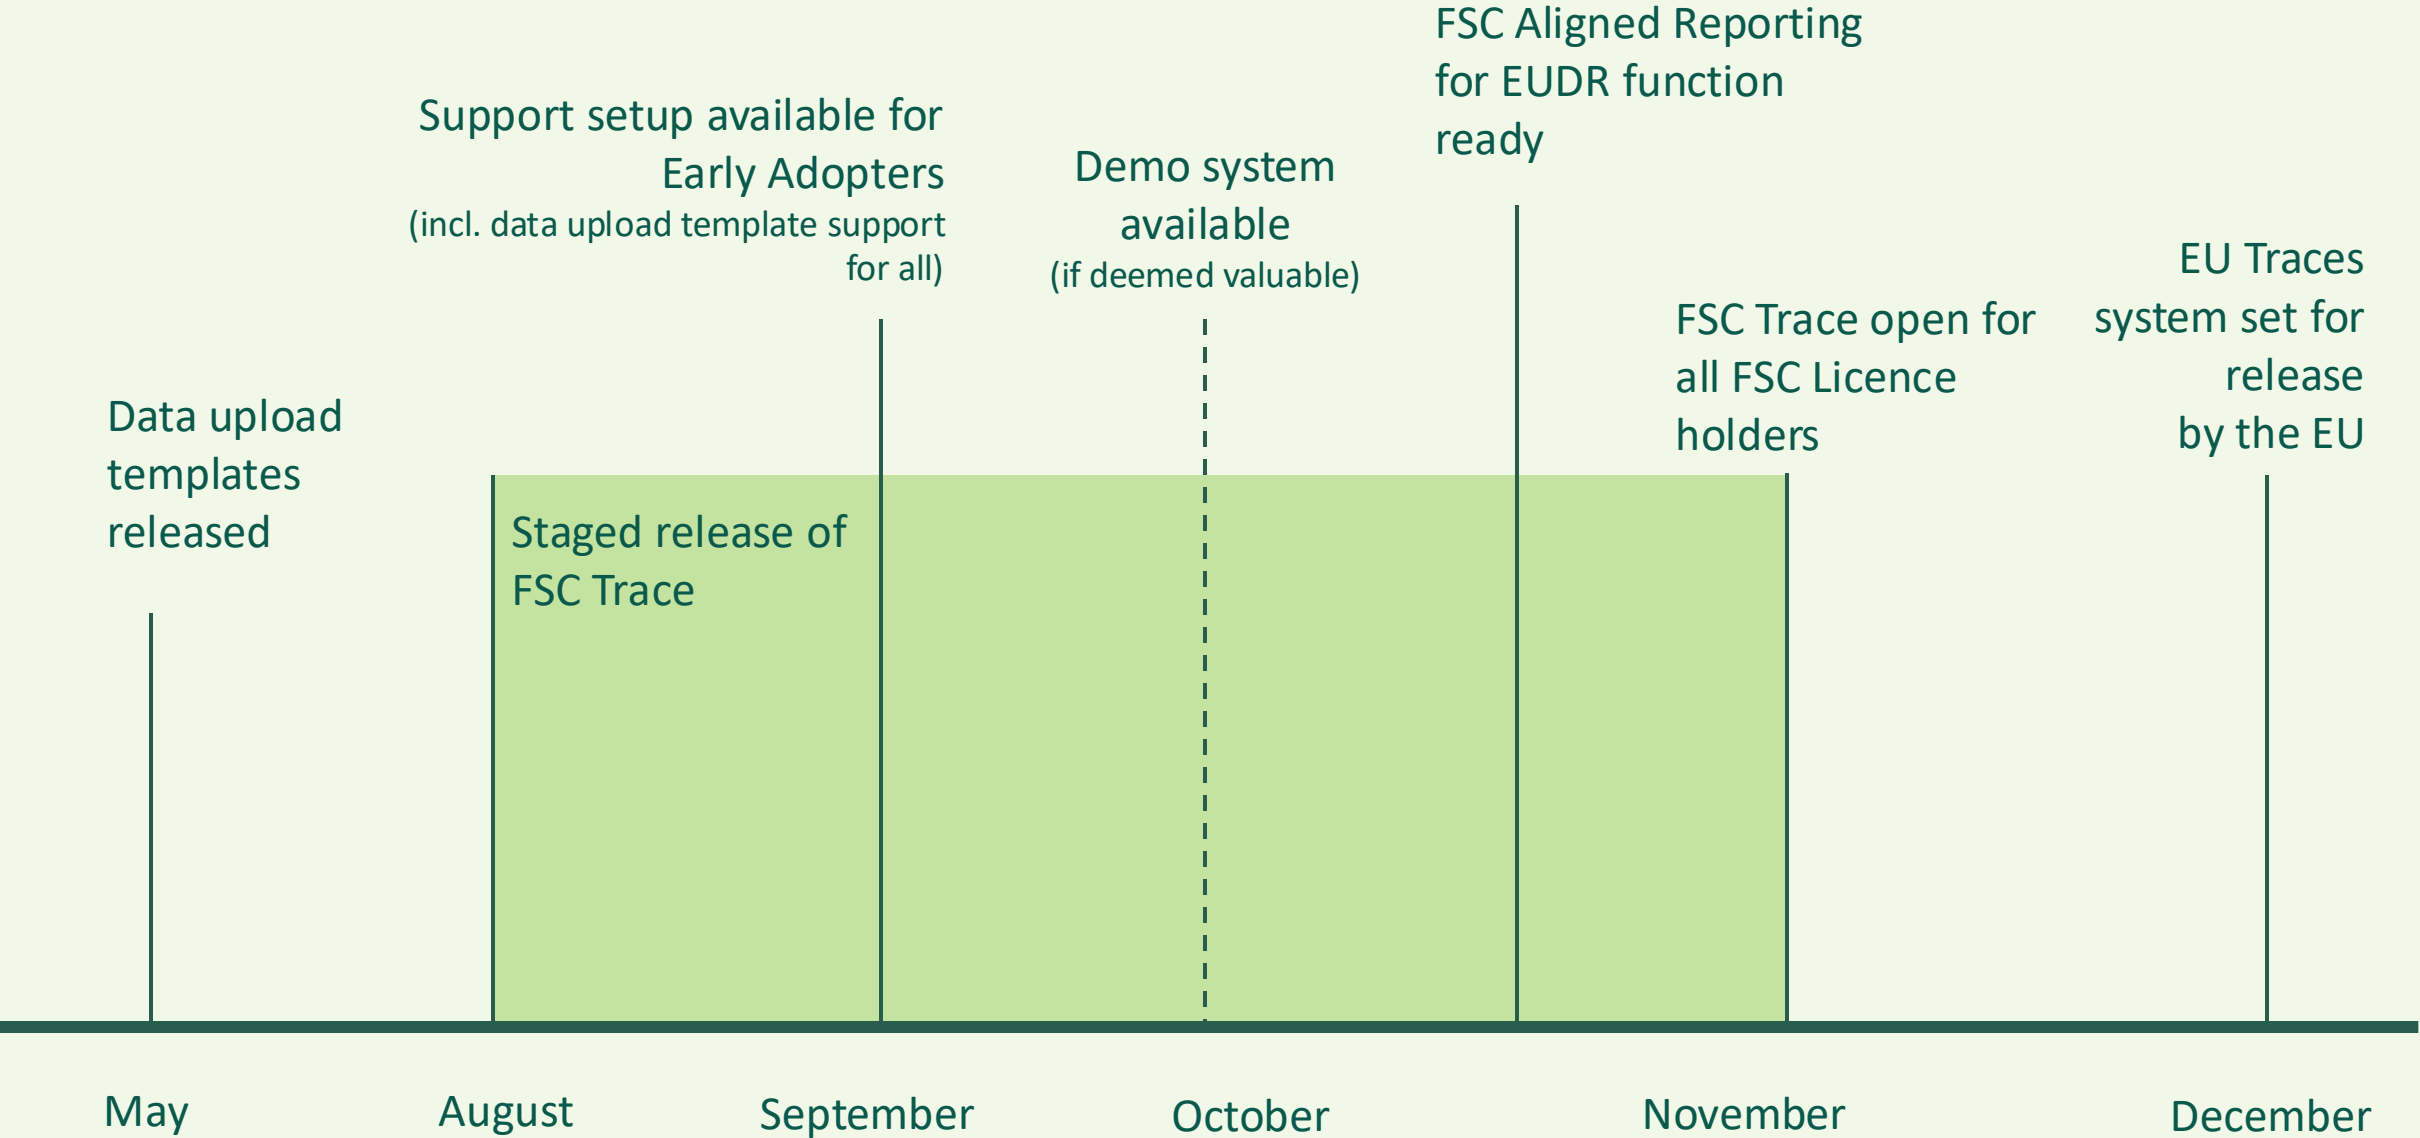 FSC Aligned Reporting
for EUDR function
ready
Support setup available for
Early Adopters
(incl. data upload template support
for all)
Demo system
available
(if deemed valuable)
EU Traces
system set for
release
by the EU
FSC Trace open for
all FSC Licence
holders
Data upload
templates
released
Staged release of
FSC Trace
May
August
September
October
November
December